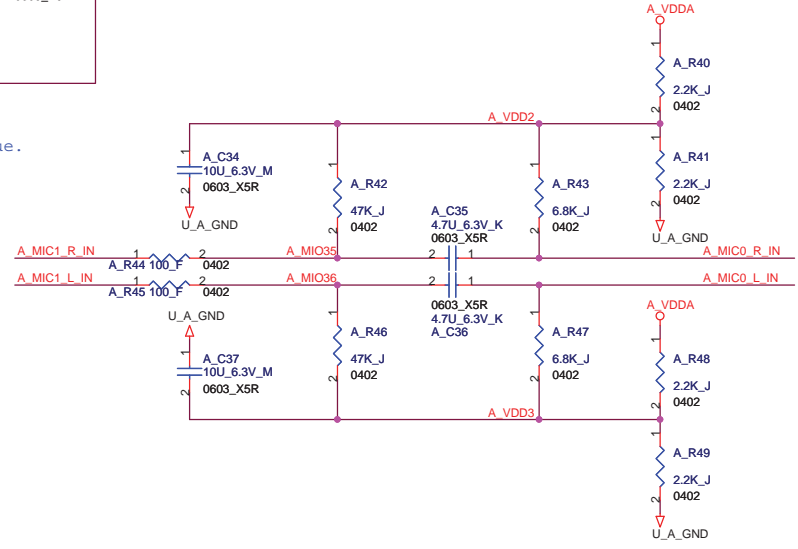 A_VDDA
1
A_R40
2.2K_J
2
0402
A_VDD2
ue.
1
A_C34
10U_6.3V_M
2
0603_X5R
U_A_GND
1
A_R42
47K_J
2
0402
1
A_R43
6.8K_J
2
0402
1
A_R41
2.2K_J
2
0402
U_A_GND
A_C35
4.7U_6.3V_K
0603_X5R
A_MIC1_R_IN
1
2
A_R44 100_F
0402
A_MIO35
2
1
A_MIC0_R_IN
A_MIC1_L_IN
1
2
A_R45 100_F
0402
A_MIO36
2
1
A_MIC0_L_IN
0603_X5R
4.7U_6.3V_K
A_C36
U_A_GND
1
A_C37
10U_6.3V_M
2
0603_X5R
1
A_R46
47K_J
2
0402
1
A_R47
6.8K_J
2
0402
A_VDDA
1
A_R48
2.2K_J
2
0402
A_VDD3
1
A_R49
2.2K_J
2
0402
U_A_GND